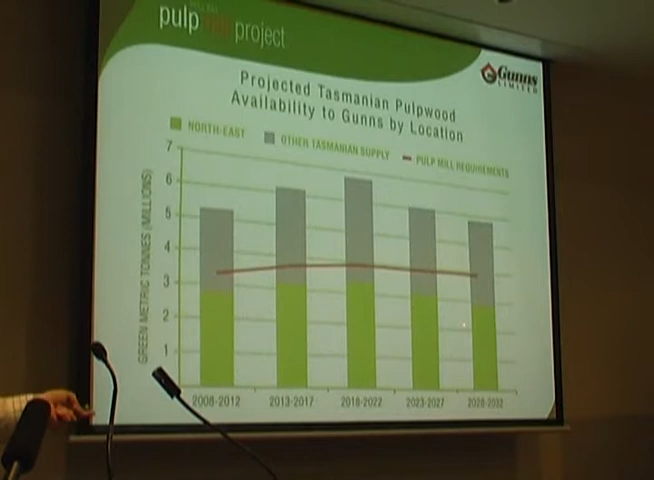 pulp mill project
Gunns
LIMITED
Projected Tasmanian Pulpwood
Availability to Gunns by Location
NORTH-EAST OTHER TASMANIAN SUPPLY PULP MILL REQUIREMENTS
GREEN METRIC TONNES (MILLIONS)
7
6
5
4
3
2
1
2008-2012 2013-2017 2018-2022 2023-2027 2028-2032